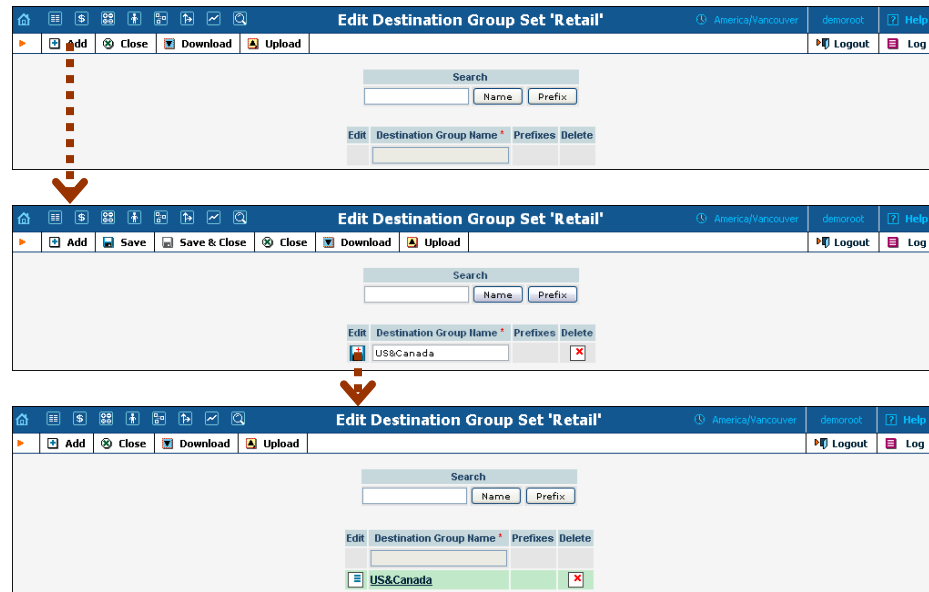 Edit Destination Group Set 'Retail' America/Vancouver demoroot Help
Add Close Download Upload Logout Log
Search
Name Prefix
Edit Destination Group Name * Prefixes Delete
Edit Destination Group Set 'Retail' America/Vancouver demoroot Help
Add Save Save & Close Close Download Upload Logout Log
Search
Name Prefix
Edit Destination Group Name * Prefixes Delete
US&Canada
Edit Destination Group Set 'Retail' America/Vancouver demoroot Help
Add Close Download Upload Logout Log
Search
Name Prefix
Edit Destination Group Name * Prefixes Delete
US&Canada